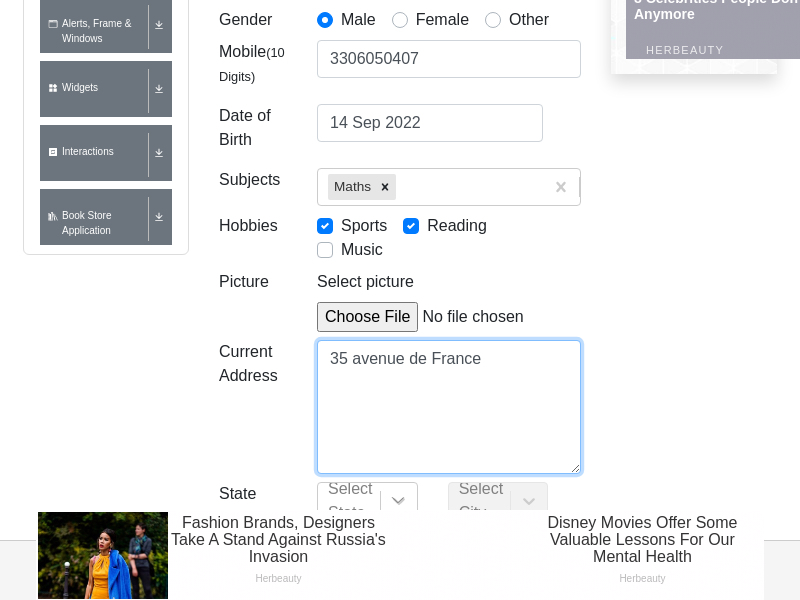 Alerts, Frame &
Windows
Widgets
Interactions
Book Store
Application
Gender
Male
Female
Other
Mobile(10
Digits)
3306050407
Date of
Birth
14 Sep 2022
Subjects
Maths
Hobbies
Sports
Reading
Music
Picture
Select picture
Choose File No file chosen
Current
Address
35 avenue de France
State
Select
Select
Anymore
HERBEAUTY
Fashion Brands, Designers
Take A Stand Against Russia's
Invasion
Herbeauty
Disney Movies Offer Some
Valuable Lessons For Our
Mental Health
Herbeauty